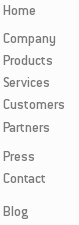 Home
Company
Products
Services
Customers
Partners
Press
Contact
Blog